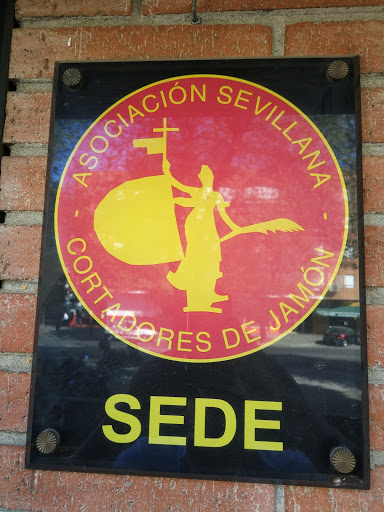 - ASOCIACIÓN SEVILLANA -
CORTADORES DE JAMÓN
SEDE